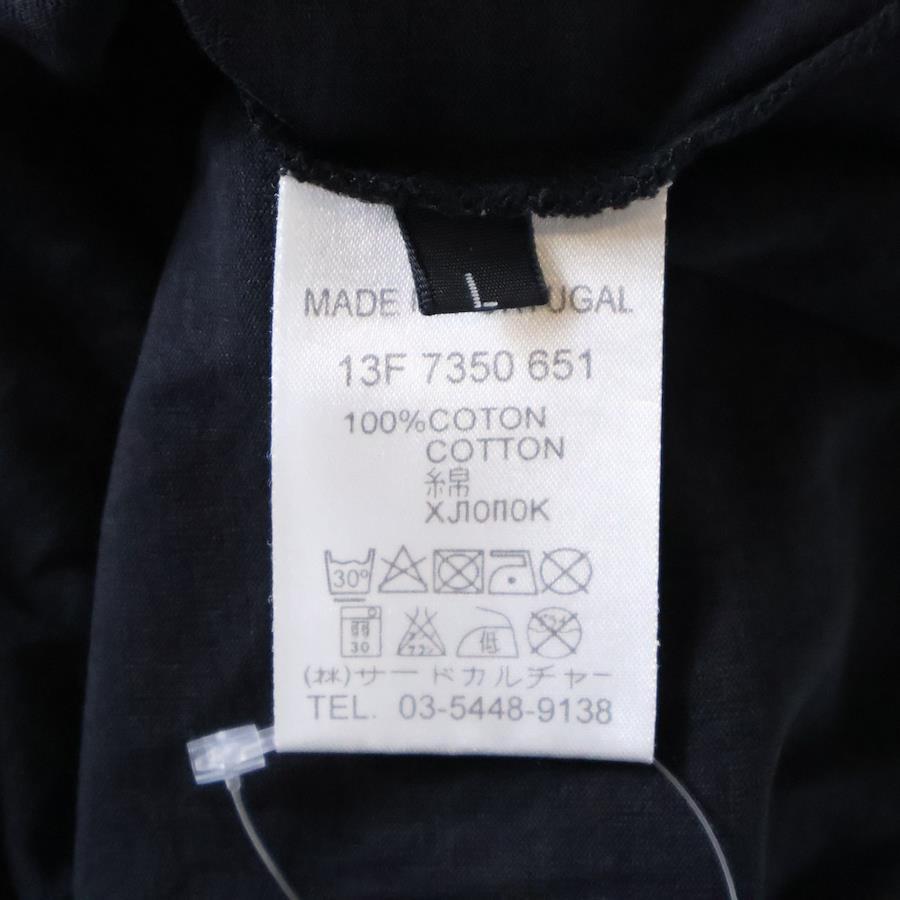 L
MADE PORTUGAL
13F 7350 651
100%COTON
COTTON
綿
ХЛОПОК
30°
30
低
(株)サードカルチャー
TEL. 03-5448-9138